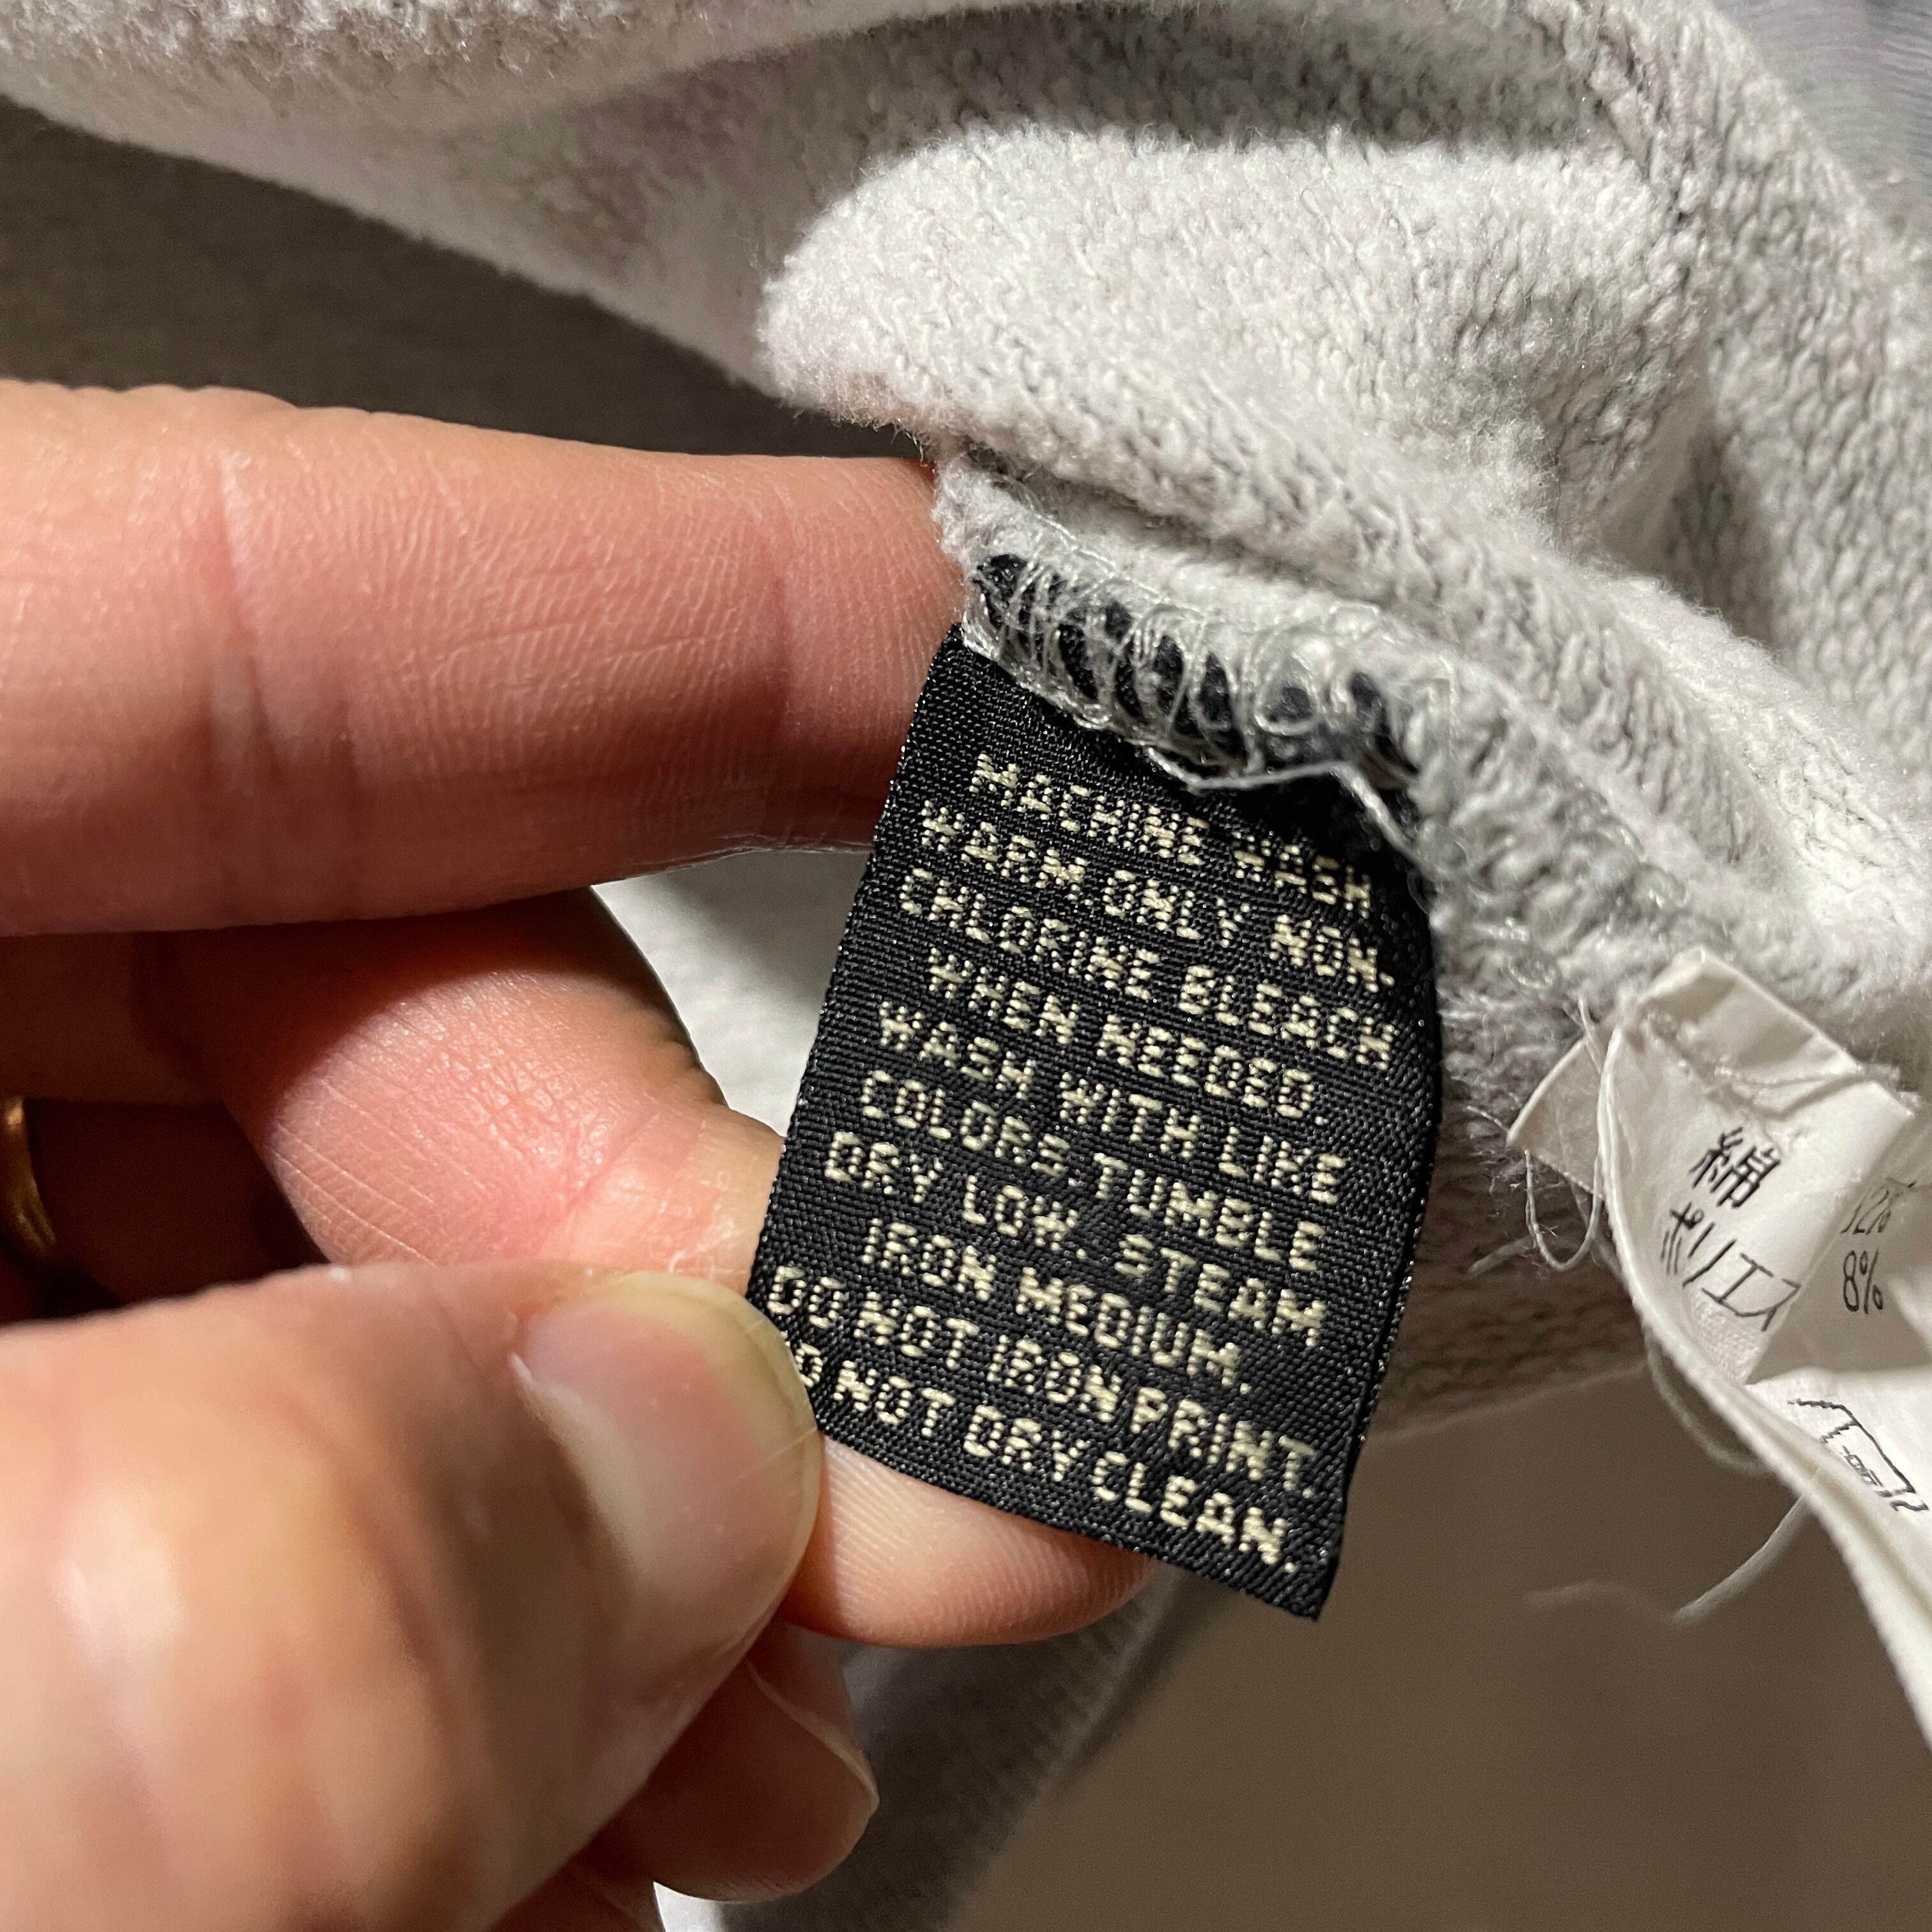 MACHINE WASH
WARM.ONLY NON-
CHLORINE BLEACH
WHEN NEEDED.
WASH WITH LIKE
COLORS.TUMBLE
DRY LOW. STEAM
IRON MEDIUM.
DO NOT IRON PRINT.
DO NOT DRY CLEAN.
綿
ポリエ
8%